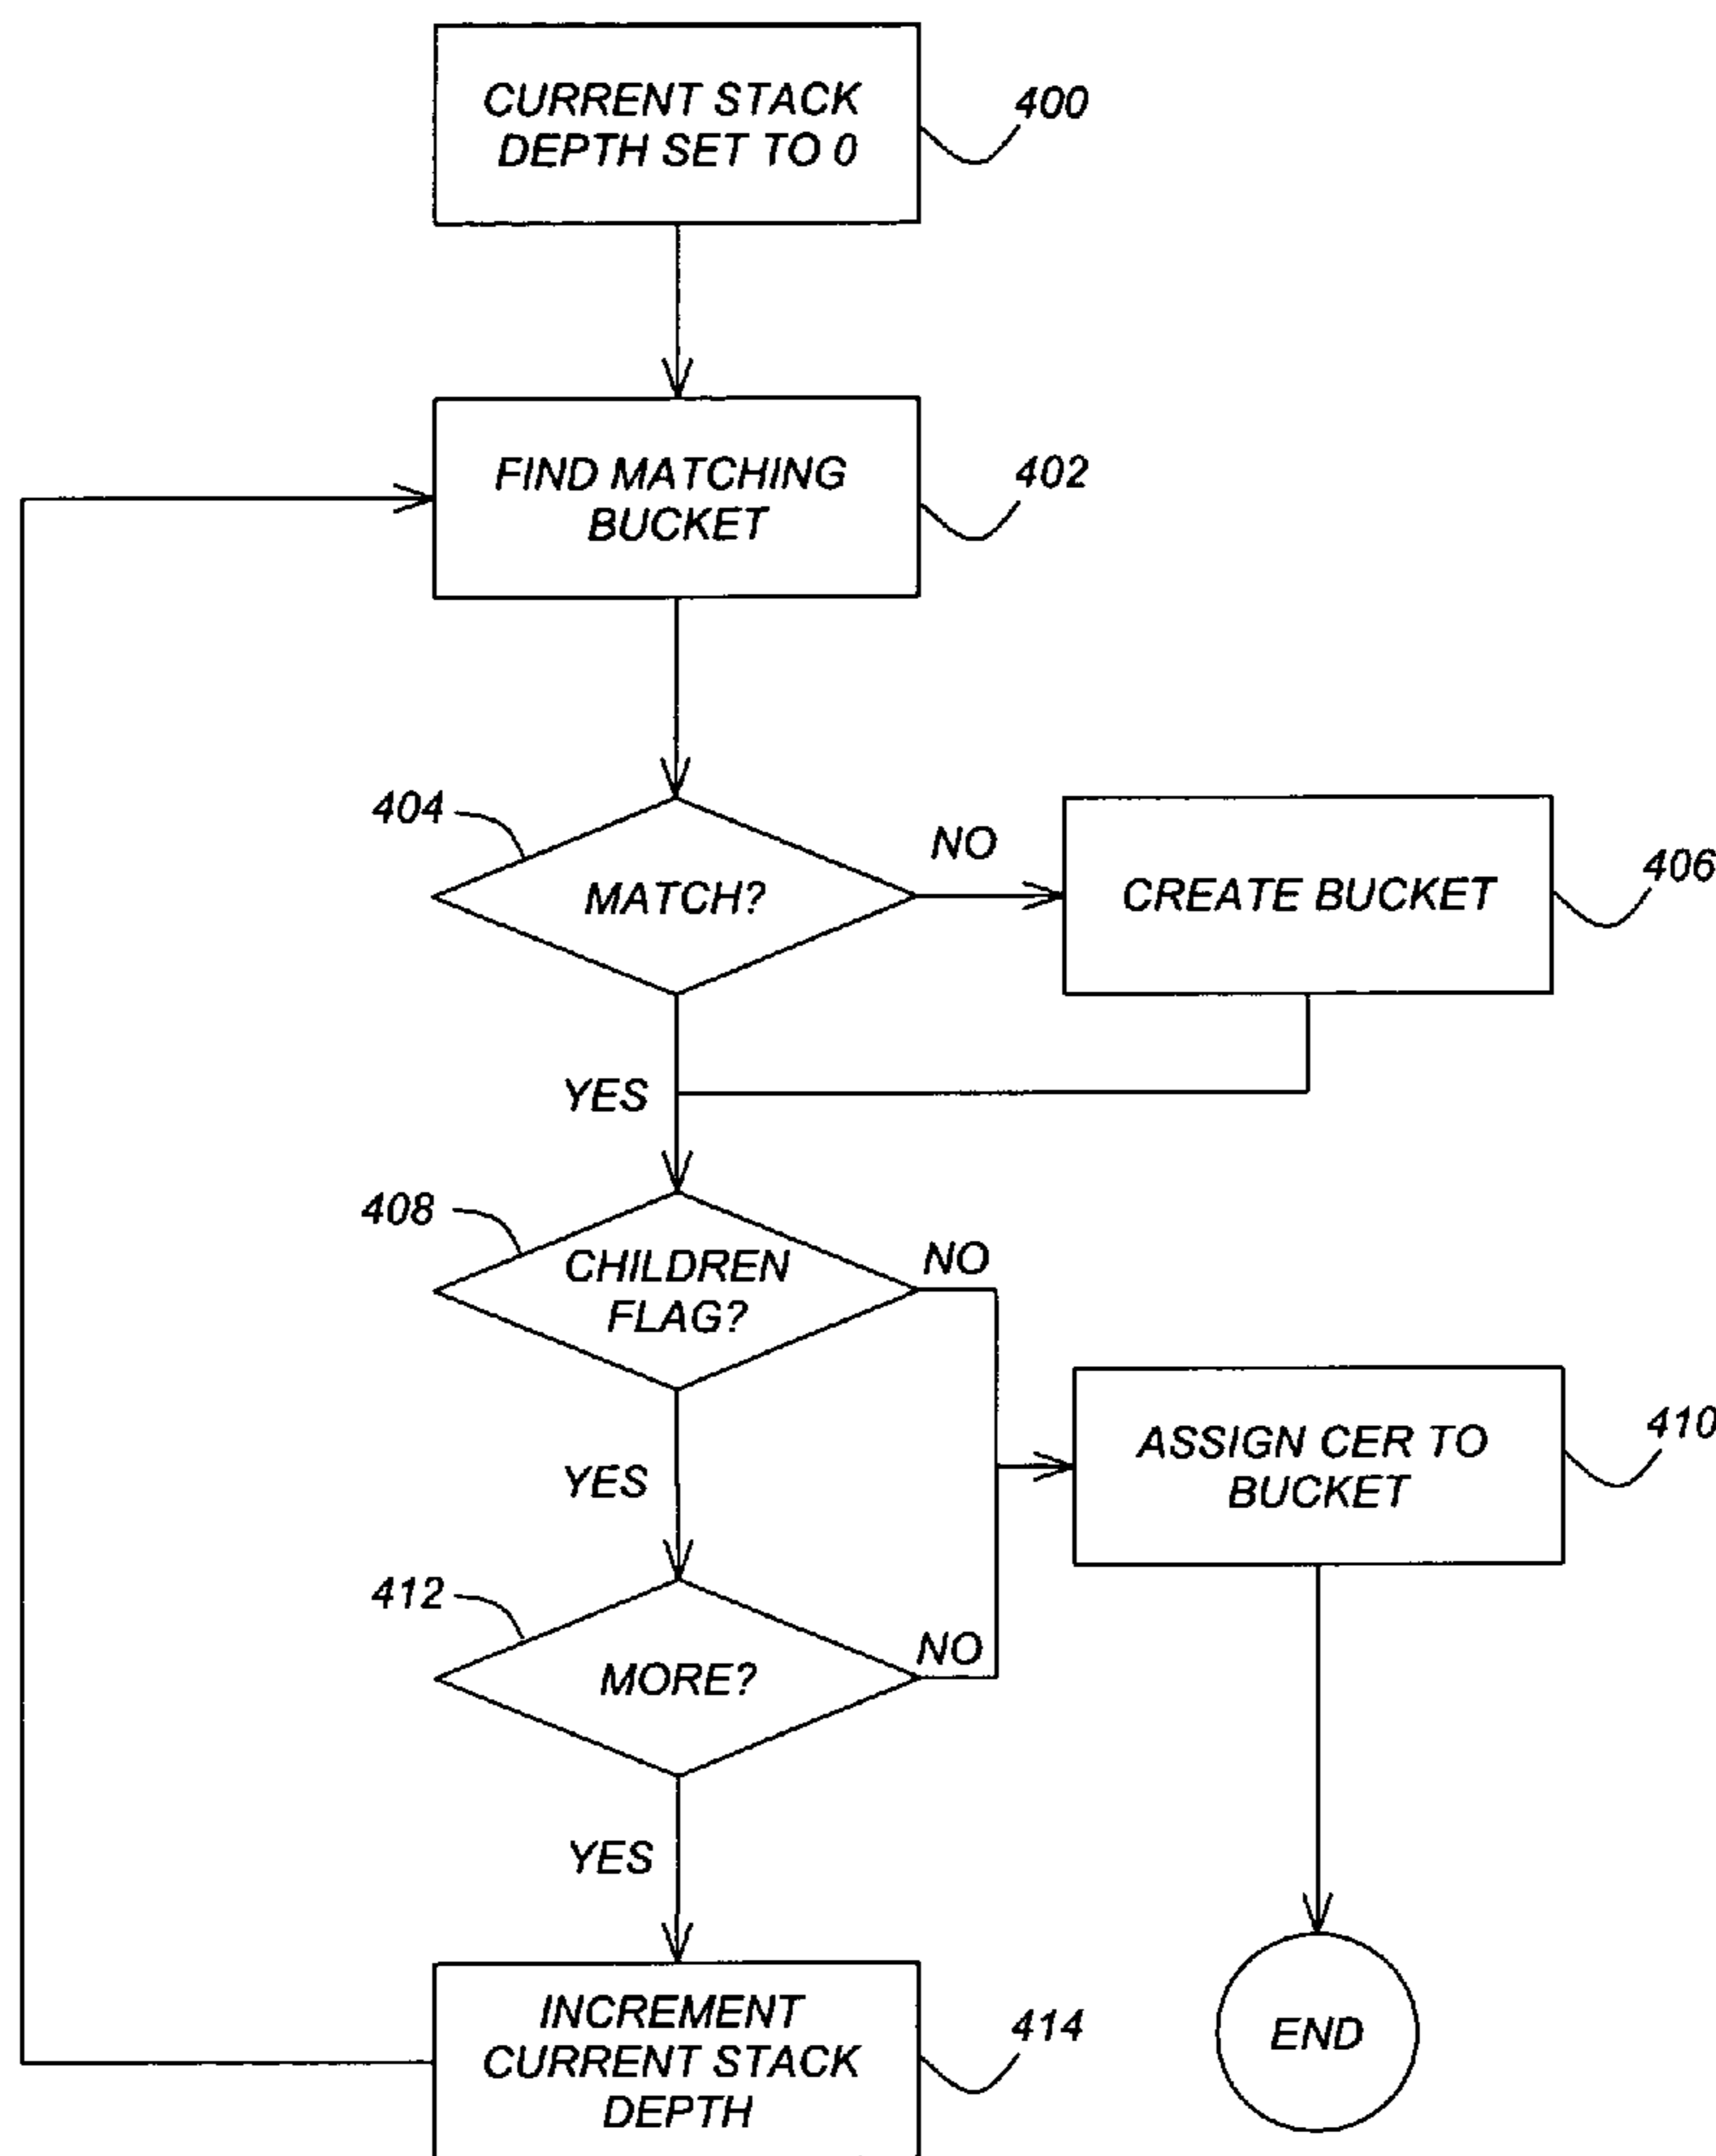 CURRENT STACK
DEPTH SET TO 0
400
FIND MATCHING
BUCKET
402
404
MATCH?
NO
CREATE BUCKET
406
YES
408
CHILDREN
FLAG?
NO
ASSIGN CER TO
BUCKET
410
YES
412
MORE?
NO
YES
INCREMENT
CURRENT STACK
DEPTH
414
END